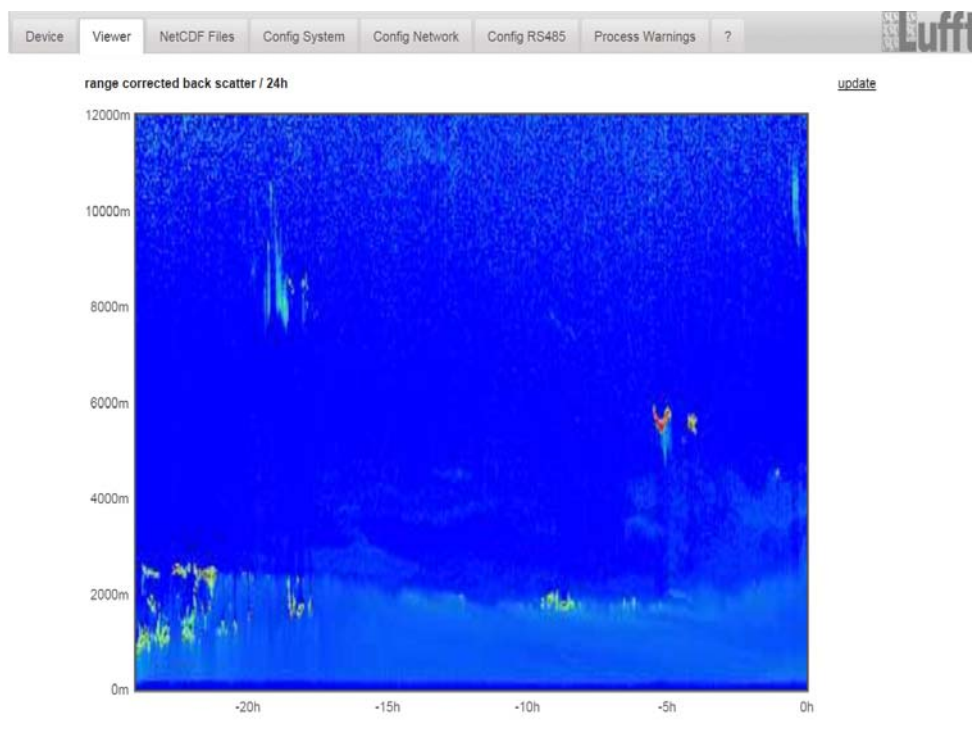 Device Viewer NetCDF Files Config System Config Network Config RS485 Process Warnings ?
Lufft
range corrected back scatter / 24h update
12000m
10000m
8000m
6000m
4000m
2000m
0m
-20h -15h -10h -5h 0h